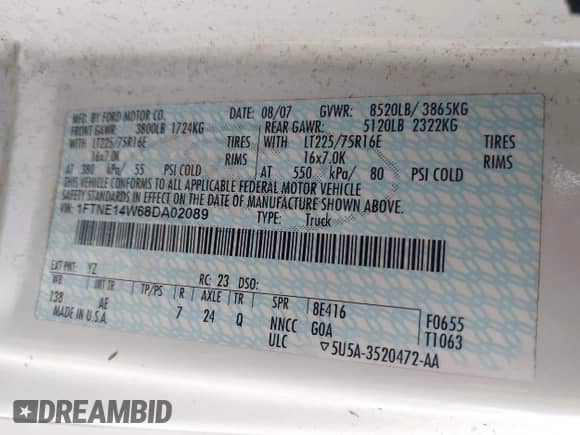 MFD. BY FORD MOTOR CO.
DATE: 08/07 GVWR: 8520LB/ 3865KG
FRONT GAWR: 3800LB 1724KG REAR GAWR: 5120LB 2322KG
WITH LT225/75R16E TIRES WITH LT225/75R16E TIRES
16x7.0K RIMS 16x7.0K RIMS
AT 380 kPa/ 55 PSI COLD AT 550 kPa/ 80 PSI COLD
THIS VEHICLE CONFORMS TO ALL APPLICABLE FEDERAL MOTOR VEHICLE
SAFETY STANDARDS IN EFFECT ON THE DATE OF MANUFACTURE SHOWN ABOVE.
VIN: 1FTNE14W68DA02089
TYPE: Truck
EXT PNT: YZ RC: 23 DSO:
WB INT TR TP/PS R AXLE TR SPR
138 AE 7 24 Q 8E416 F0655
MADE IN U.S.A. NNCC GOA T1063
ULC ▽5U5A-3520472-AA
DREAMBID